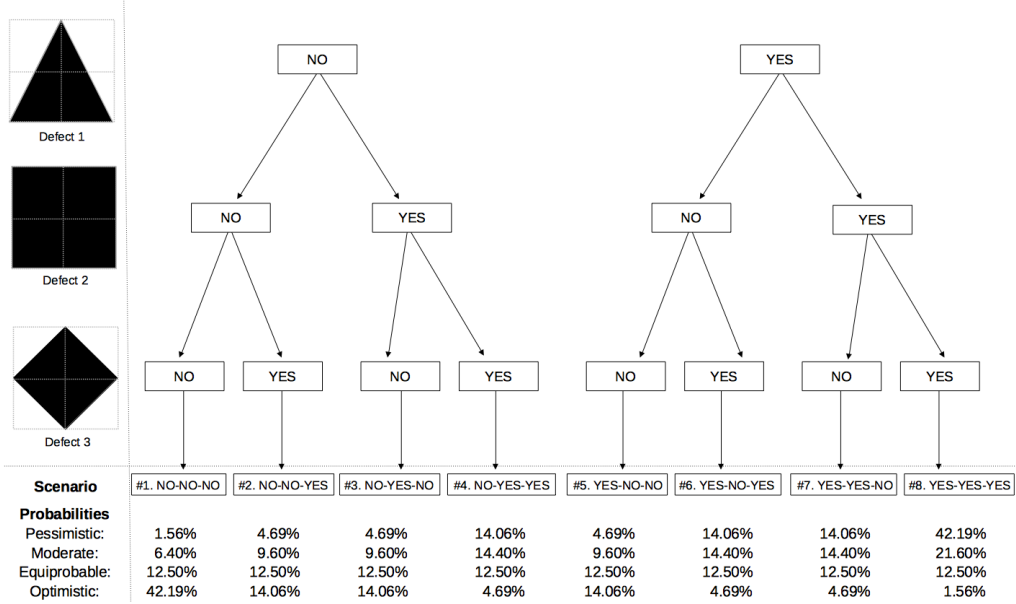 NO YES
Defect 1
NO YES NO YES
Defect 2
NO YES NO YES NO YES NO YES
Defect 3
Scenario #1. NO-NO-NO #2. NO-NO-YES #3. NO-YES-NO #4. NO-YES-YES #5. YES-NO-NO #6. YES-NO-YES #7. YES-YES-NO #8. YES-YES-YES
Probabilities
Pessimistic: 1.56% 4.69% 4.69% 14.06% 4.69% 14.06% 14.06% 42.19%
Moderate: 6.40% 9.60% 9.60% 14.40% 9.60% 14.40% 14.40% 21.60%
Equiprobable: 12.50% 12.50% 12.50% 12.50% 12.50% 12.50% 12.50% 12.50%
Optimistic: 42.19% 14.06% 14.06% 4.69% 14.06% 4.69% 4.69% 1.56%